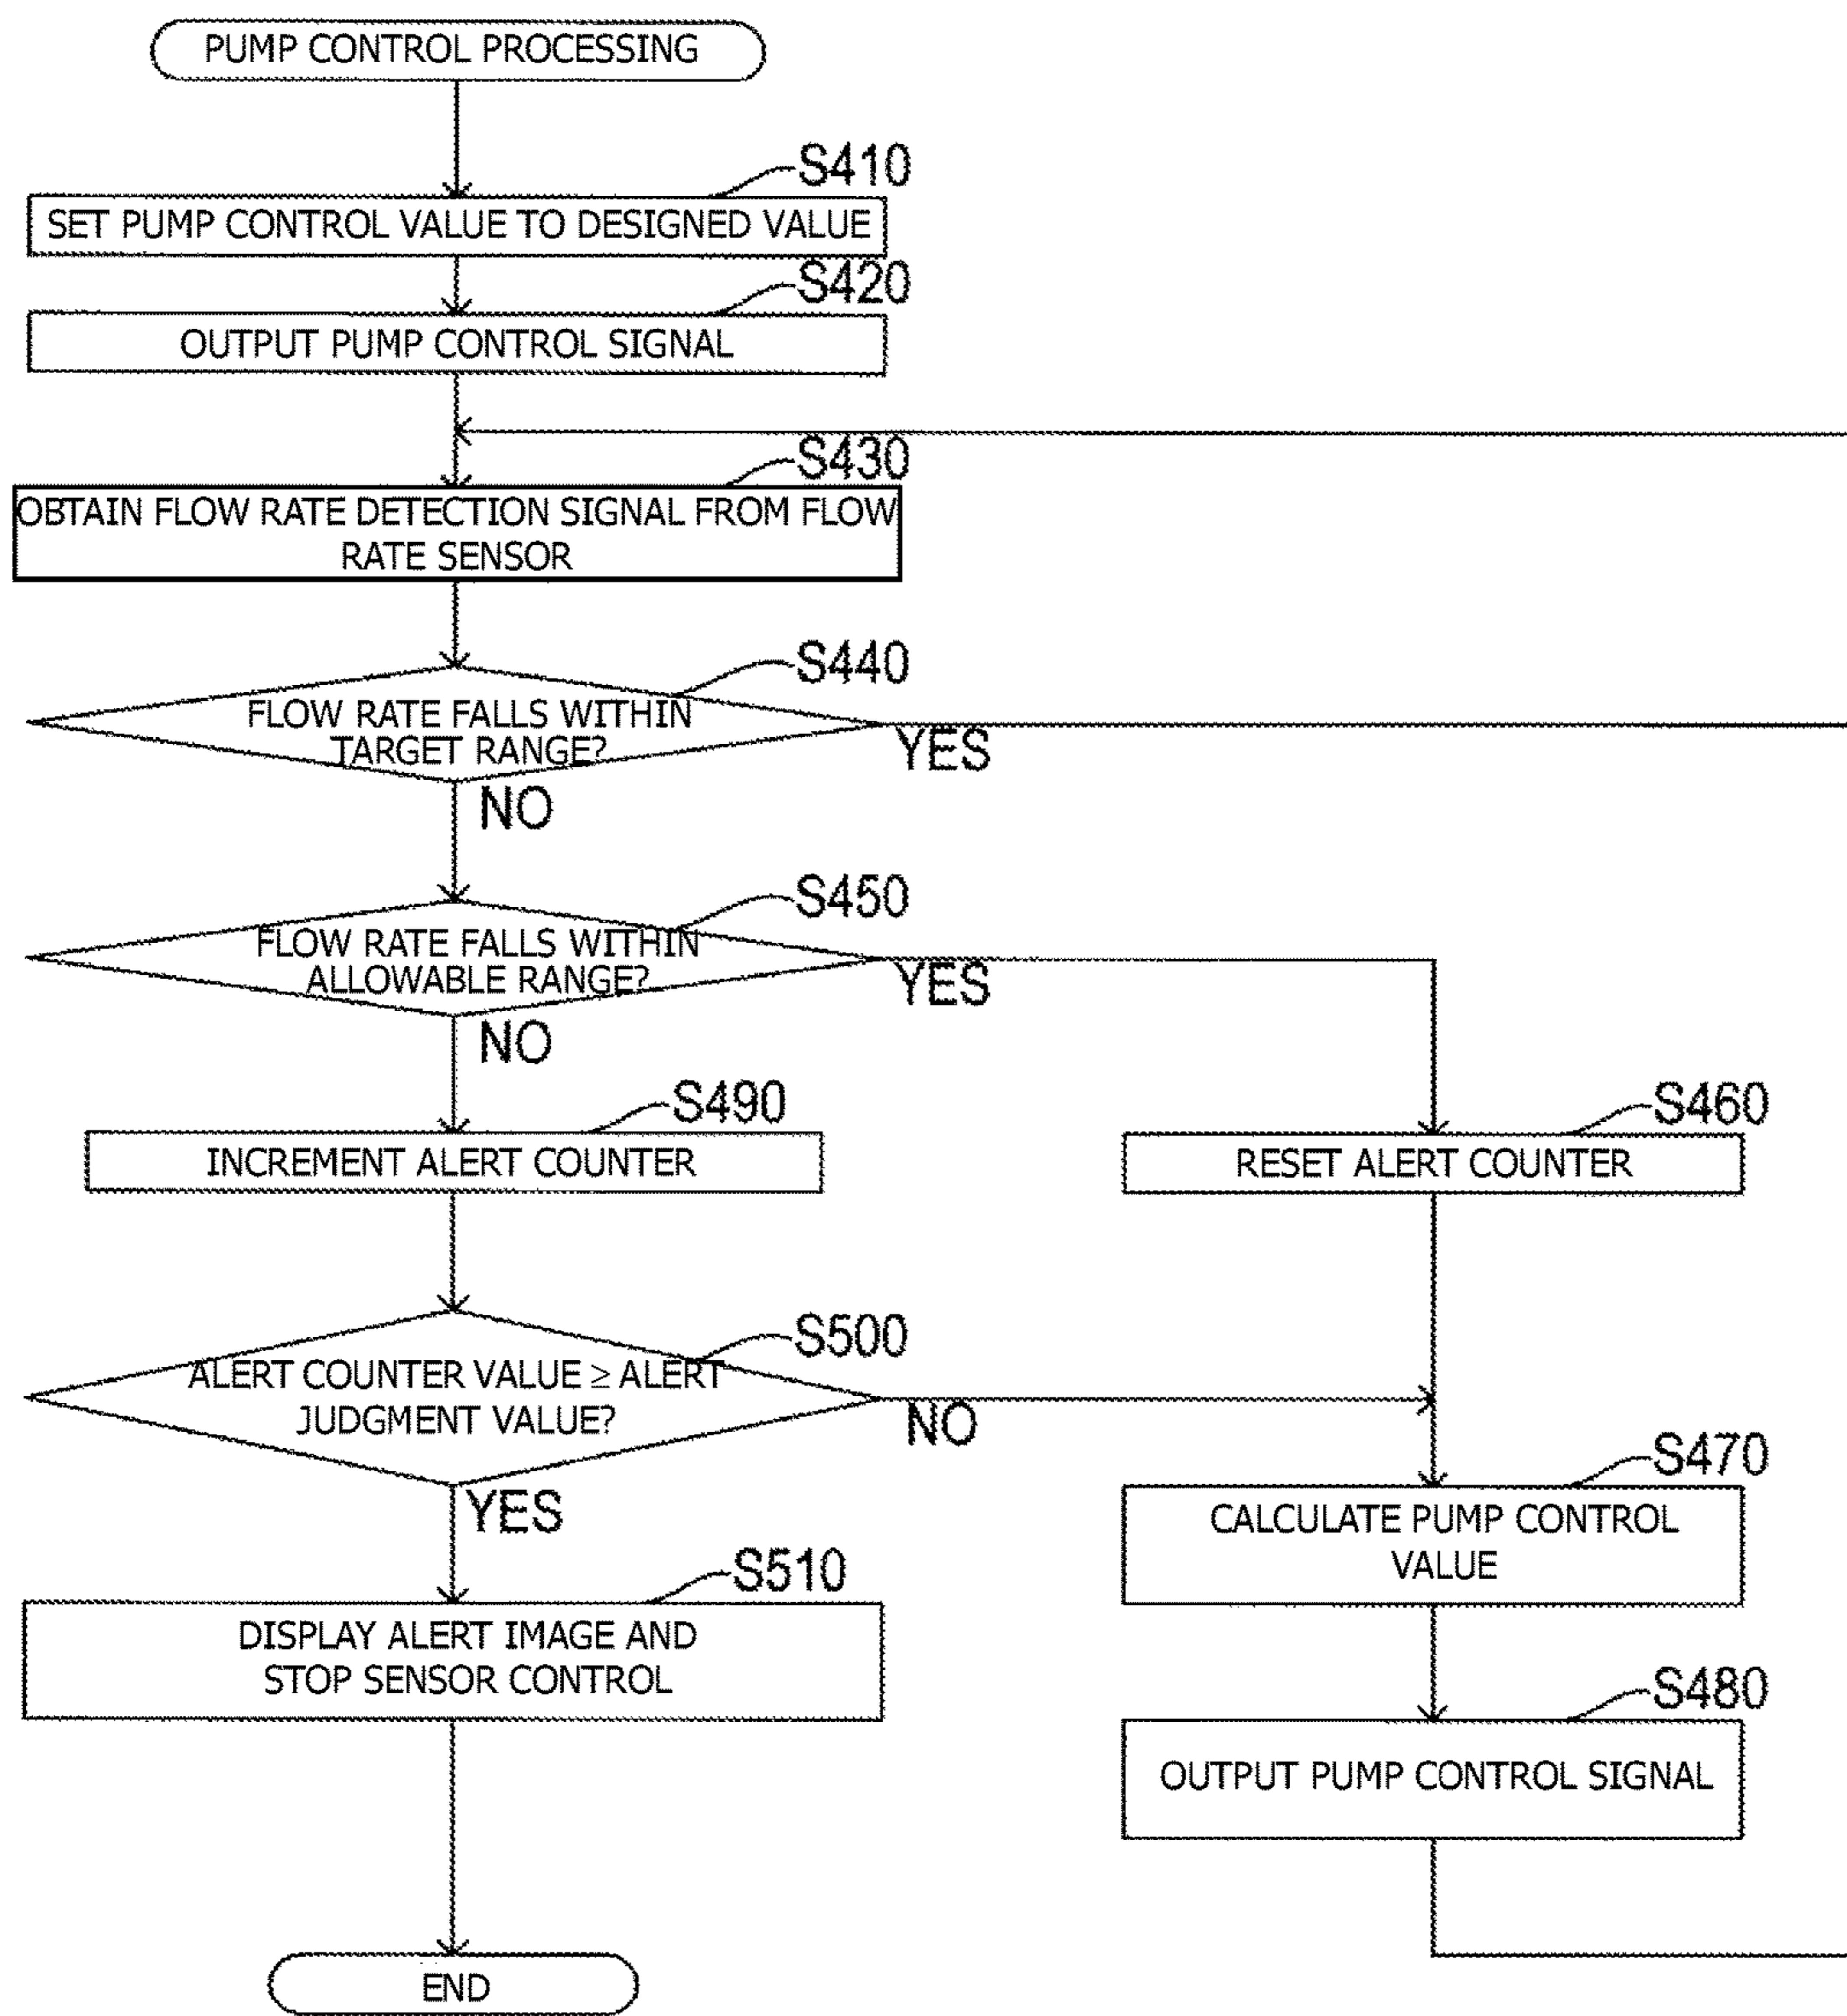 PUMP CONTROL PROCESSING
S410
SET PUMP CONTROL VALUE TO DESIGNED VALUE
S420
OUTPUT PUMP CONTROL SIGNAL
S430
OBTAIN FLOW RATE DETECTION SIGNAL FROM FLOW
RATE SENSOR
S440
FLOW RATE FALLS WITHIN
TARGET RANGE?
YES
NO
S450
FLOW RATE FALLS WITHIN
ALLOWABLE RANGE?
YES
NO
S490
INCREMENT ALERT COUNTER
S460
RESET ALERT COUNTER
S500
ALERT COUNTER VALUE ≥ ALERT
JUDGMENT VALUE?
NO
YES
S470
CALCULATE PUMP CONTROL
VALUE
S510
DISPLAY ALERT IMAGE AND
STOP SENSOR CONTROL
S480
OUTPUT PUMP CONTROL SIGNAL
END